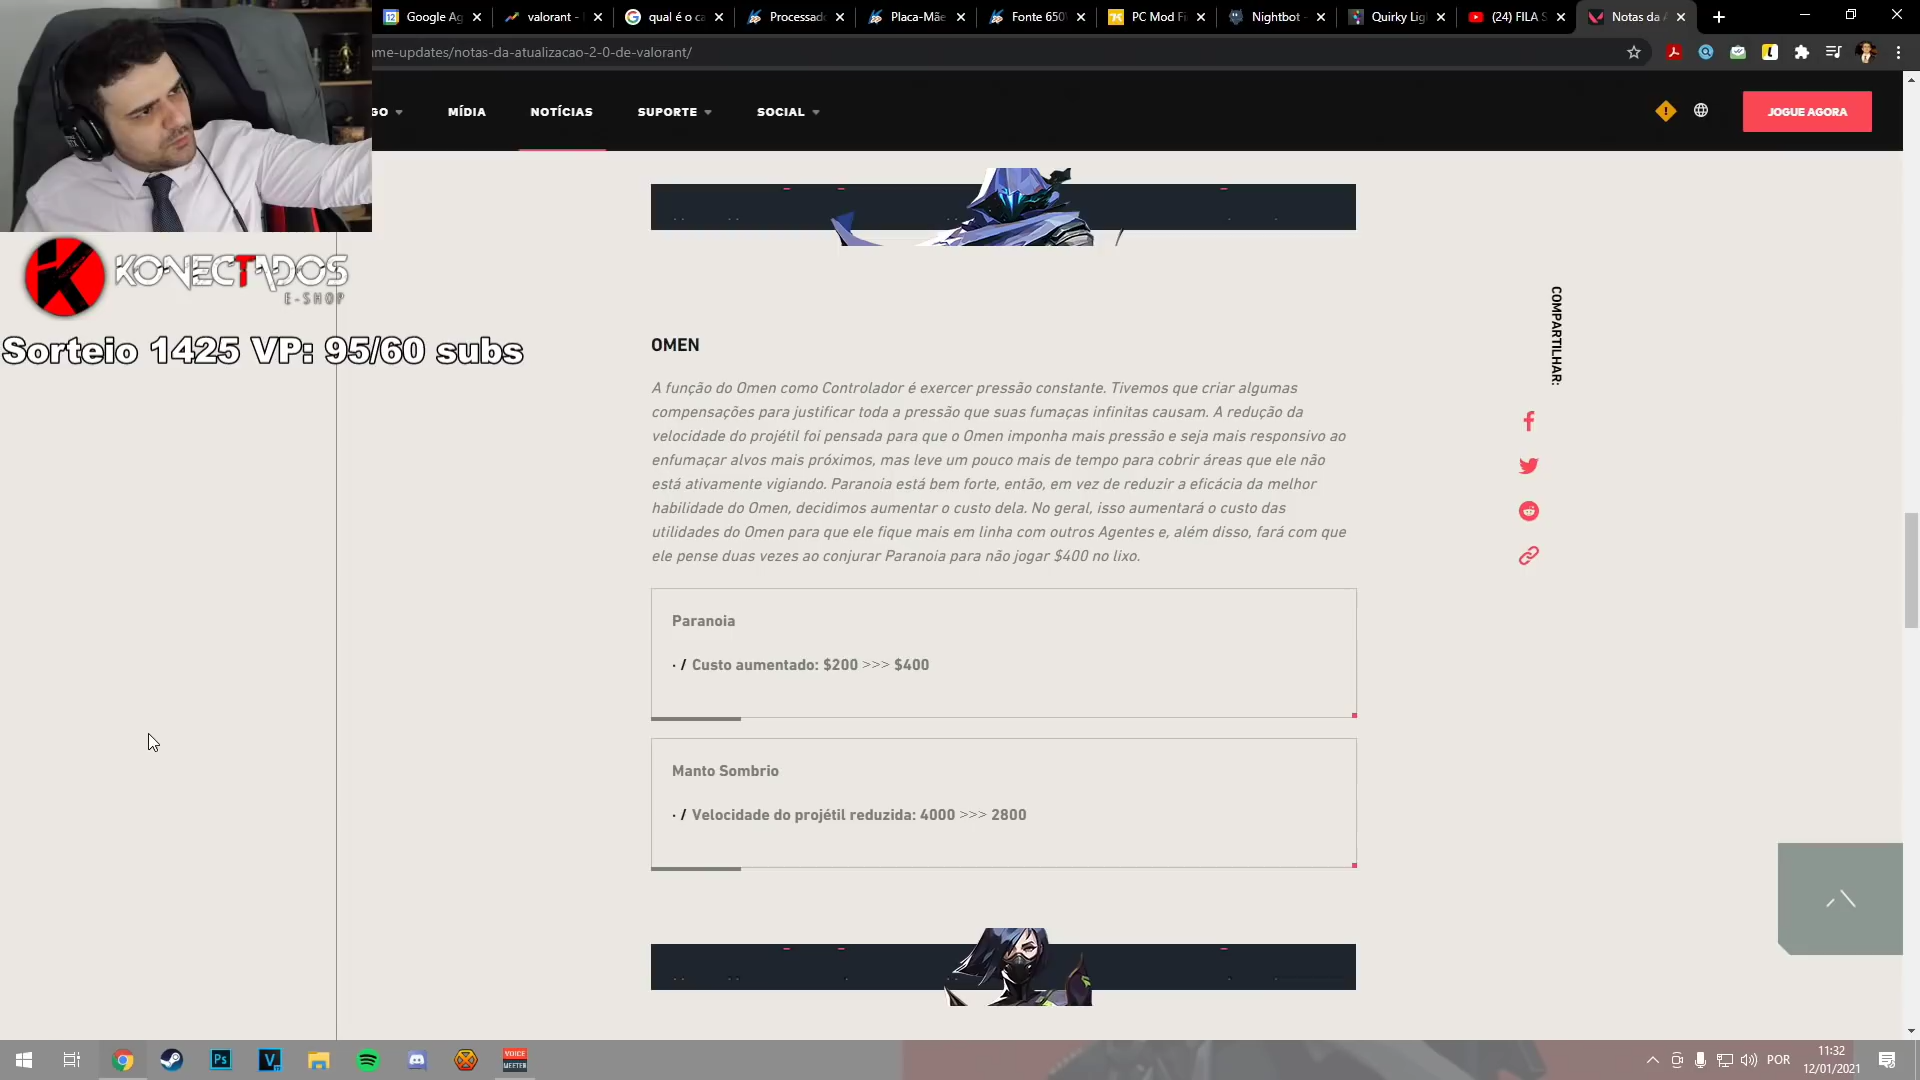 Google Ag
valorant -
qual é o ca
Processad
Placa-Mãe
Fonte 650
PC Mod Fi
Nightbot -
Quirky Lig
(24) FILA S
Notas da A
me-updates/notas-da-atualizacao-2-0-de-valorant/
GO
MÍDIA
NOTÍCIAS
SUPORTE
SOCIAL
JOGUE AGORA
KONECTADOS
E-SHOP
Sorteio 1425 VP: 95/60 subs
COMPARTILHAR:
OMEN
A função do Omen como Controlador é exercer pressão constante. Tivemos que criar algumas
compensações para justificar toda a pressão que suas fumaças infinitas causam. A redução da
velocidade do projétil foi pensada para que o Omen imponha mais pressão e seja mais responsivo ao
enfumaçar alvos mais próximos, mas leve um pouco mais de tempo para cobrir áreas que ele não
está ativamente vigiando. Paranoia está bem forte, então, em vez de reduzir a eficácia da melhor
habilidade do Omen, decidimos aumentar o custo dela. No geral, isso aumentará o custo das
utilidades do Omen para que ele fique mais em linha com outros Agentes e, além disso, fará com que
ele pense duas vezes ao conjurar Paranoia para não jogar $400 no lixo.
Paranoia
· / Custo aumentado: $200 >>> $400
Manto Sombrio
· / Velocidade do projétil reduzida: 4000 >>> 2800
Ps
V
VOICE
MEETER
POR
11:32
12/01/2021